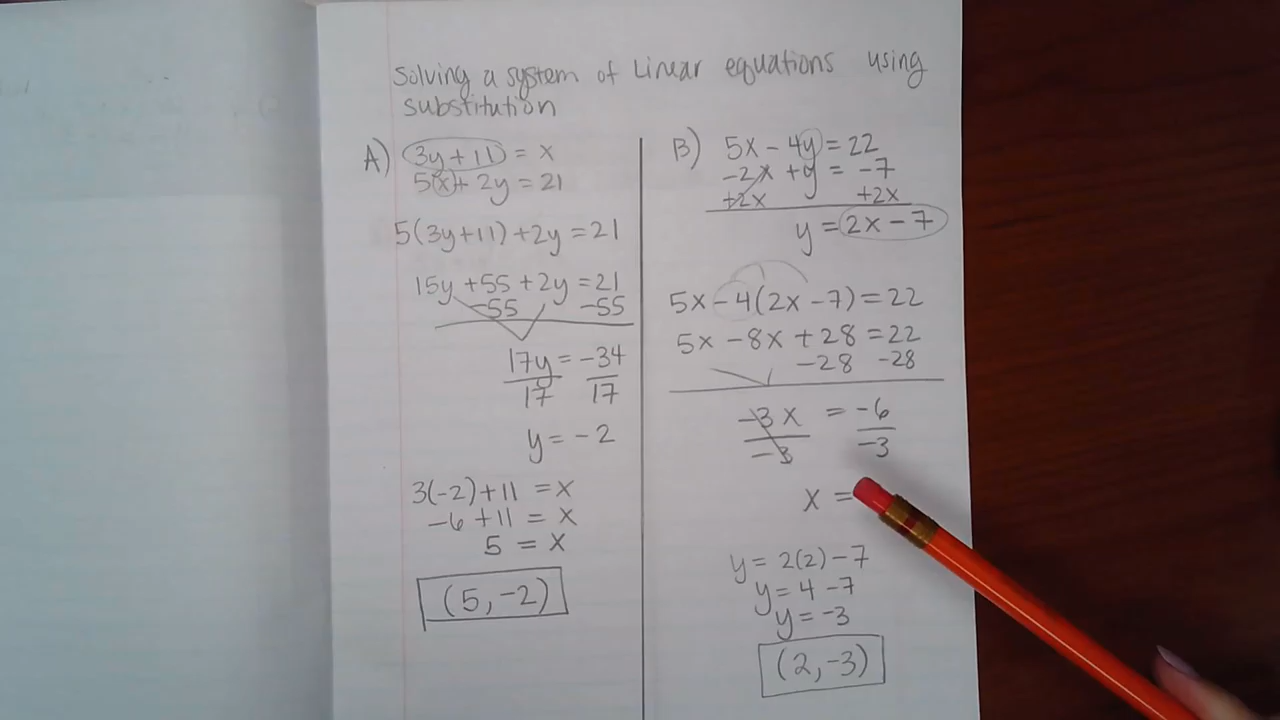 Solving a system of Linear equations using
substitution
A) 3y + 11 = x
5(x) + 2y = 21
5(3y+11) + 2y = 21
15y + 55 + 2y = 21
-55 -55
17y = -34
17 17
y = -2
3(-2) + 11 = x
-6 + 11 = x
5 = x
(5, -2)
B) 5x - 4y = 22
-2x + y = -7
+2x +2x
y = 2x - 7
5x - 4(2x - 7) = 22
5x - 8x + 28 = 22
-28 -28
-3x = -6
-3 -3
x =
y = 2(2) - 7
y = 4 - 7
y = -3
(2, -3)